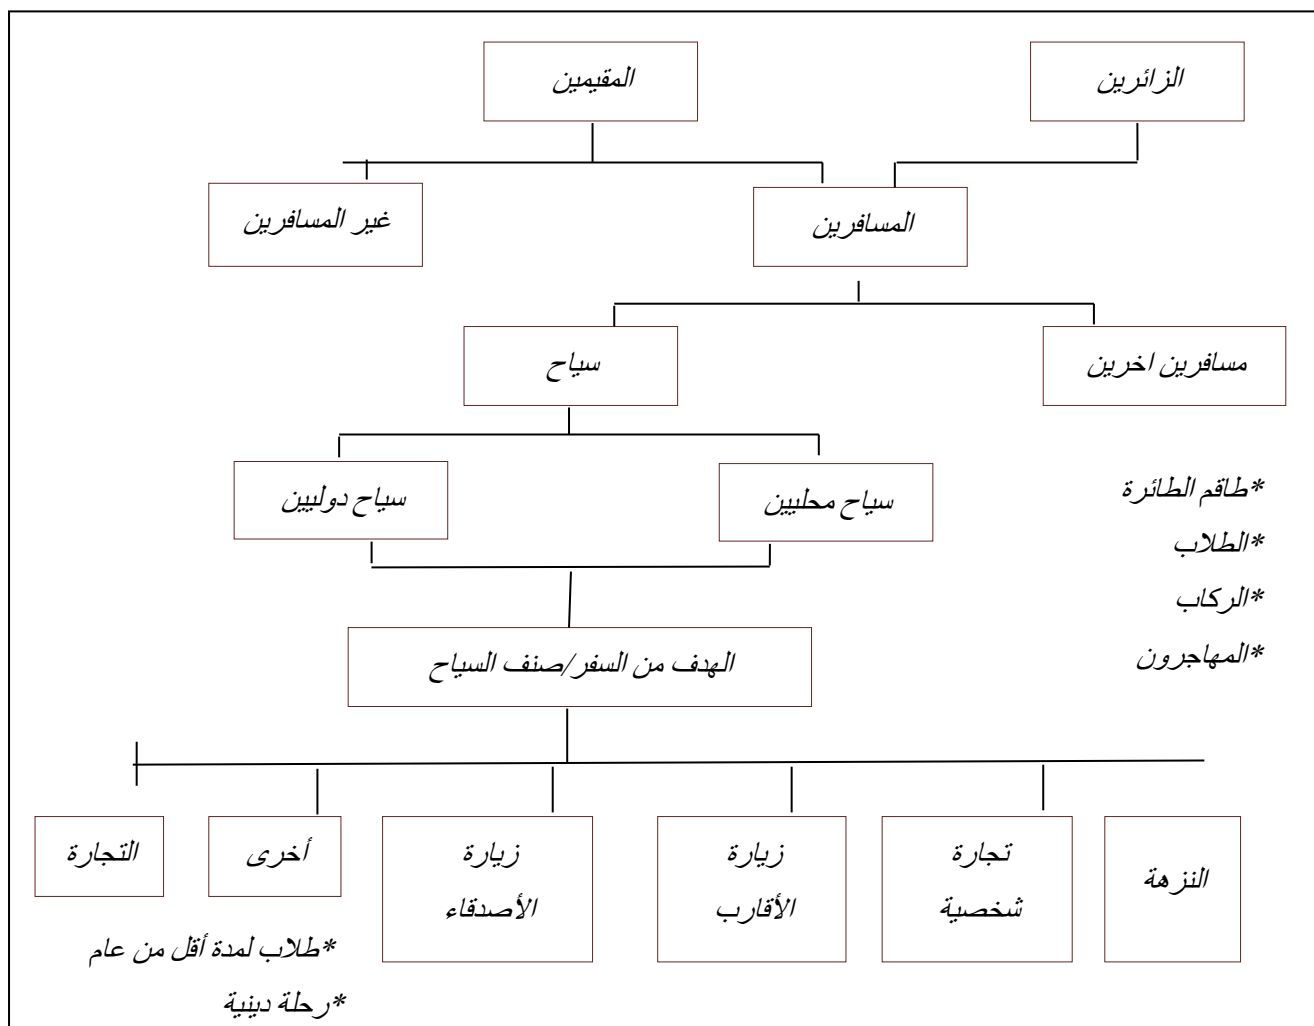 الزائرين
المقيمين
المسافرين
غير المسافرين
مسافرين اخرين
سياح
*طاقم الطائرة
*الطلاب
*الركاب
*المهاجرون
سياح محليين
سياح دوليين
الهدف من السفر/صنف السياح
النزهة
تجارة
شخصية
زيارة
الأقارب
زيارة
الأصدقاء
أخرى
التجارة
*طلاب لمدة أقل من عام
*رحلة دينية